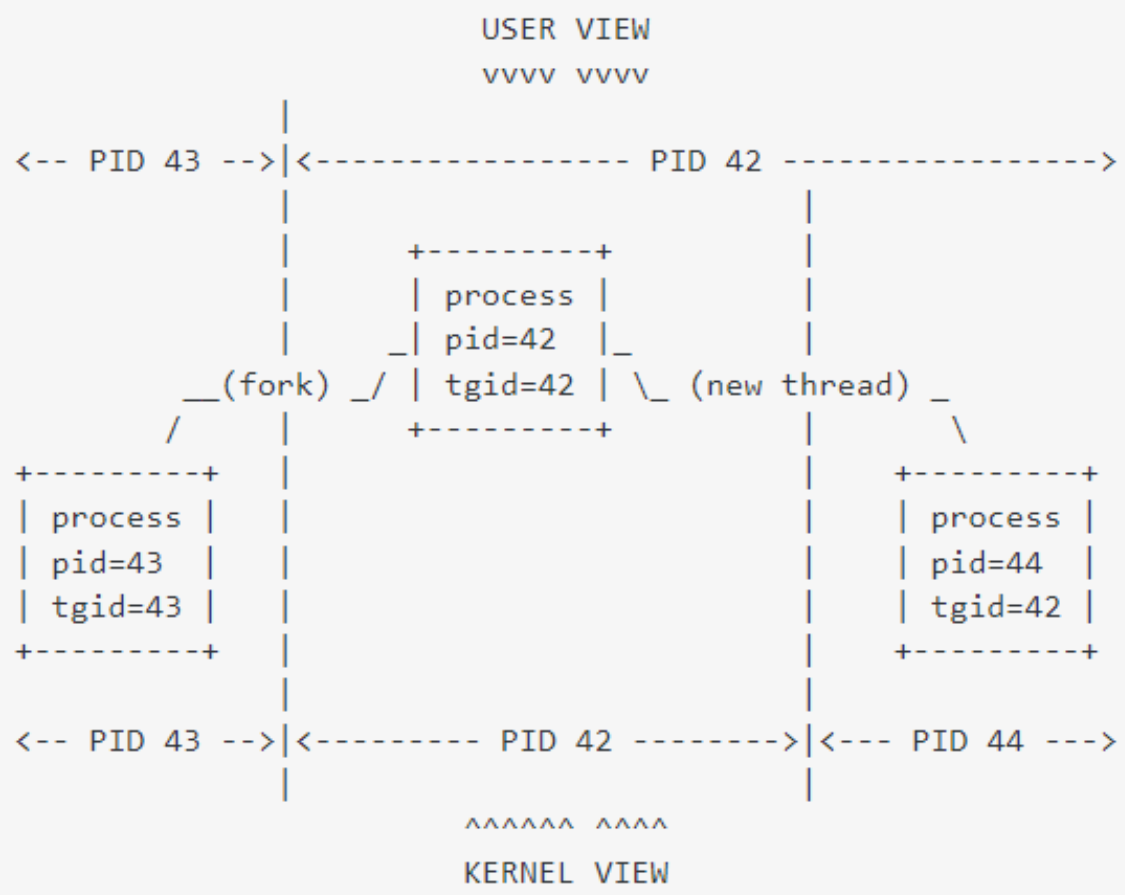 USER VIEW
vvvv vvvv
|
<-- PID 43 -->|<----------------- PID 42 ----------------->
| |
| +---------+ |
| | process | |
| _| pid=42 |_ |
__(fork) _/ | tgid=42 | \_ (new thread) _
/ | +---------+ | \
+---------+ | | +---------+
| process | | | | process |
| pid=43 | | | | pid=44 |
| tgid=43 | | | | tgid=42 |
+---------+ | | +---------+
| |
<-- PID 43 -->|<--------- PID 42 -------->|<--- PID 44 --->
| |
^^^^^^ ^^^^
KERNEL VIEW